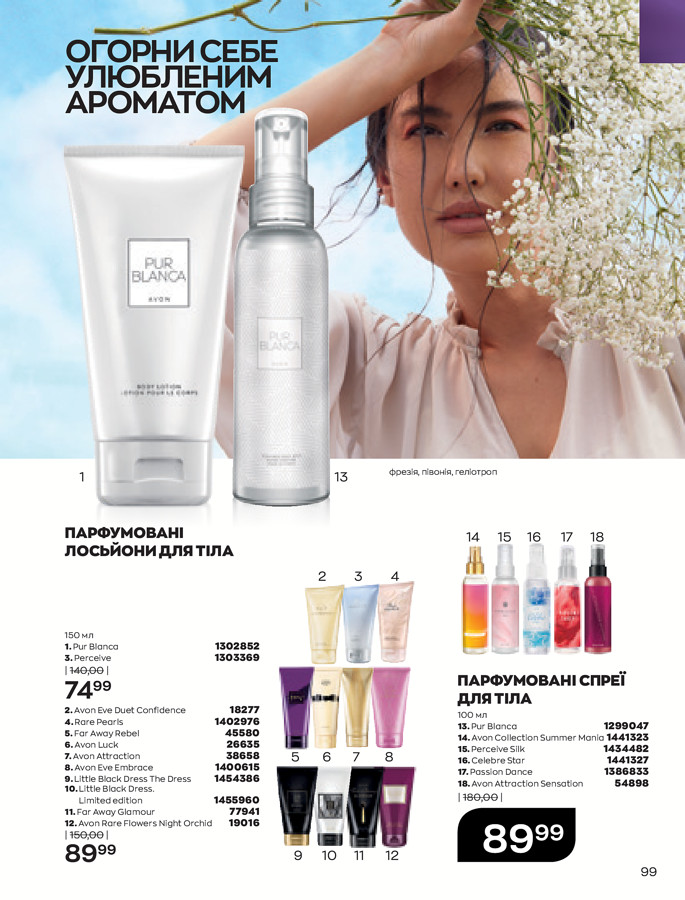 ОГОРНИ СЕБЕ
УЛЮБЛЕНИМ
АРОМАТОМ
PUR
BLANCA
AVON
BODY LOTION
LOTION POUR LE CORPS
PUR
BLANCA
AVON
1
13
фрезія, півонія, геліотроп
ПАРФУМОВАНІ
ЛОСЬЙОНИ ДЛЯ ТІЛА
150 мл
1. Pur Blanca 1302852
3. Perceive 1303369
| 140,00 |
74 99
2. Avon Eve Duet Confidence 18277
4. Rare Pearls 1402976
5. Far Away Rebel 45580
6. Avon Luck 26635
7. Avon Attraction 38658
8. Avon Eve Embrace 1400615
9. Little Black Dress The Dress 1454386
10. Little Black Dress.
Limited edition 1455960
11. Far Away Glamour 77941
12. Avon Rare Flowers Night Orchid 19016
| 150,00 |
89 99
2 3 4
5 6 7 8
9 10 11 12
14 15 16 17 18
ПАРФУМОВАНІ СПРЕЇ
ДЛЯ ТІЛА
100 мл
13. Pur Blanca 1299047
14. Avon Collection Summer Mania 1441323
15. Perceive Silk 1434482
16. Celebre Star 1441327
17. Passion Dance 1386833
18. Avon Attraction Sensation 54898
| 180,00 |
89 99
99